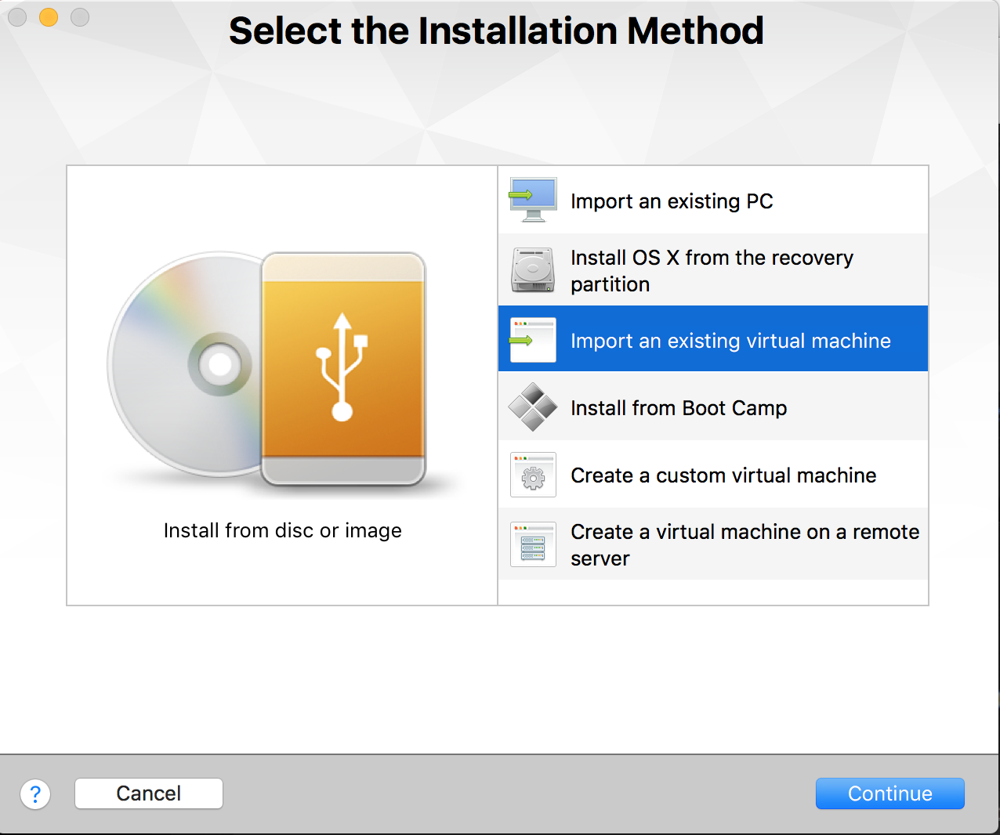 Select the Installation Method
Install from disc or image
Import an existing PC
Install OS X from the recovery
partition
Import an existing virtual machine
Install from Boot Camp
Create a custom virtual machine
Create a virtual machine on a remote
server
?
Cancel
Continue